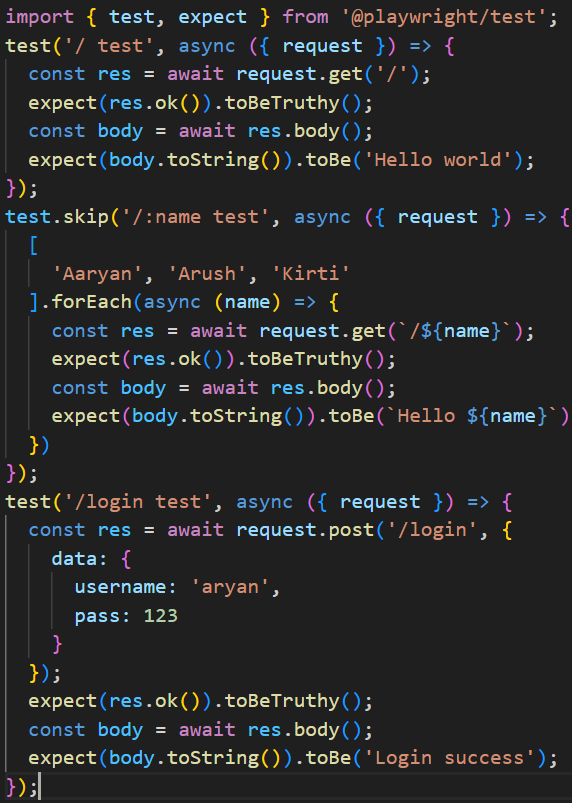 import { test, expect } from '@playwright/test';
test('/ test', async ({ request }) => {
  const res = await request.get('/');
  expect(res.ok()).toBeTruthy();
  const body = await res.body();
  expect(body.toString()).toBe('Hello world');
});
test.skip('/:name test', async ({ request }) => {
  [
    'Aaryan', 'Arush', 'Kirti'
  ].forEach(async (name) => {
    const res = await request.get(`/${name}`);
    expect(res.ok()).toBeTruthy();
    const body = await res.body();
    expect(body.toString()).toBe(`Hello ${name}`)
  })
});
test('/login test', async ({ request }) => {
  const res = await request.post('/login', {
    data: {
      username: 'aryan',
      pass: 123
    }
  });
  expect(res.ok()).toBeTruthy();
  const body = await res.body();
  expect(body.toString()).toBe('Login success');
});